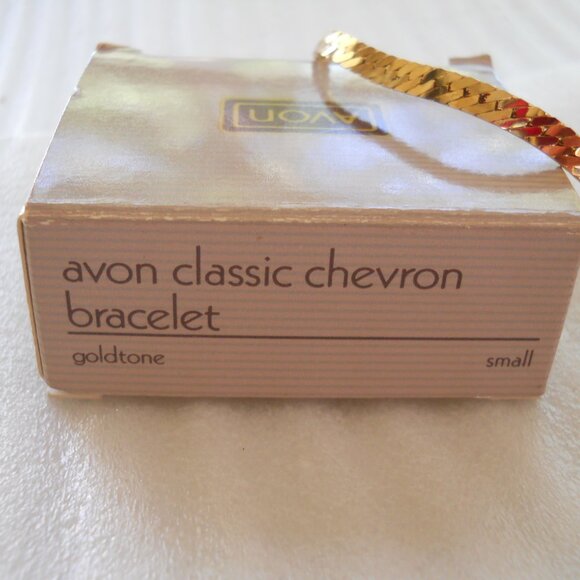 AVON
avon classic chevron
bracelet
goldtone small